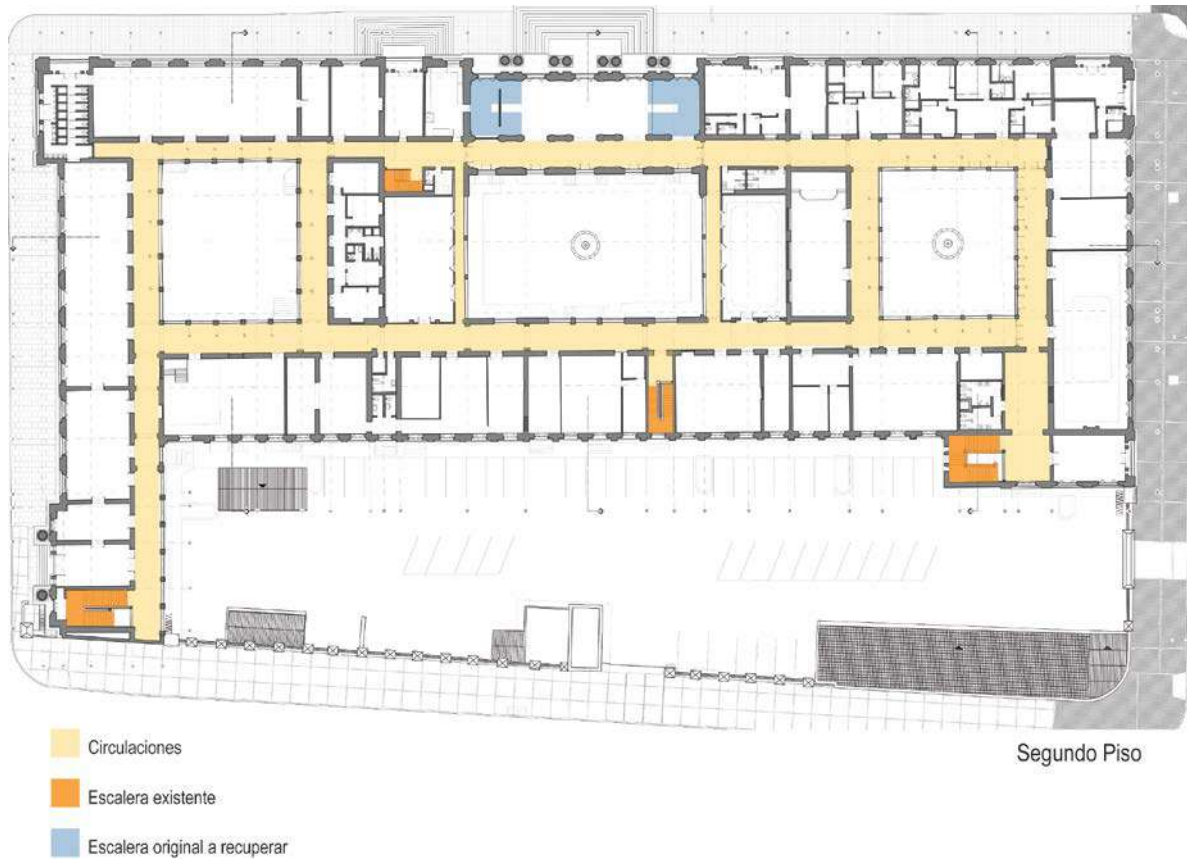 Segundo Piso
Circulaciones
Escalera existente
Escalera original a recuperar